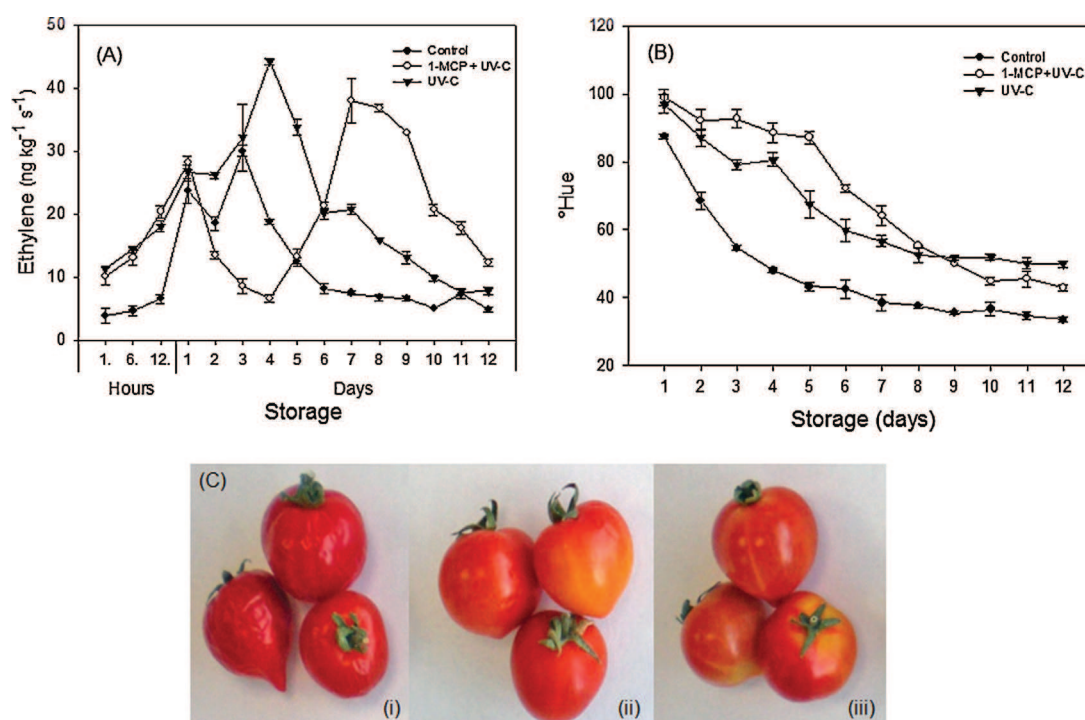 (A)
Control
1-MCP + UV-C
UV-C
Ethylene (ng kg⁻¹ s⁻¹)
50
40
30
20
10
0
1. 6. 12. 1 2 3 4 5 6 7 8 9 10 11 12
Hours Days
Storage
(B)
Control
1-MCP+UV-C
UV-C
°Hue
120
100
80
60
40
20
1 2 3 4 5 6 7 8 9 10 11 12
Storage (days)
(C)
(i)
(ii)
(iii)